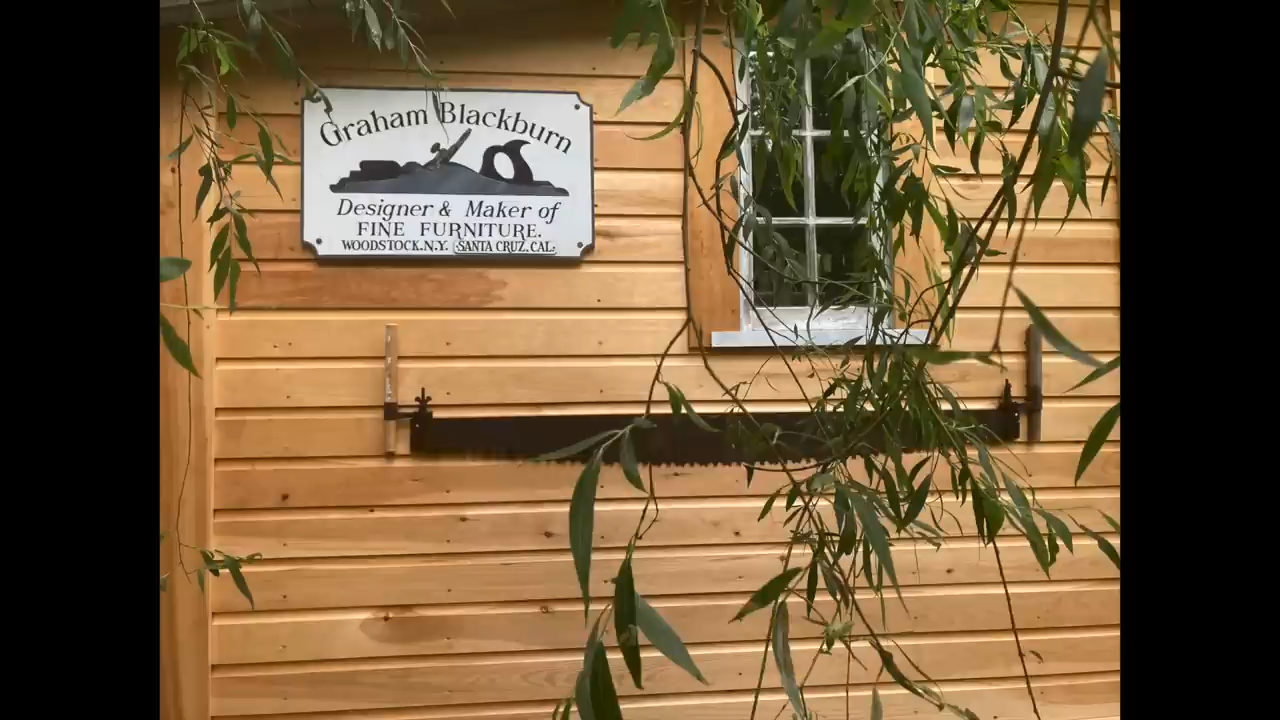 Graham Blackburn
Designer & Maker of
FINE FURNITURE.
WOODSTOCK.N.Y. SANTA CRUZ, CAL.